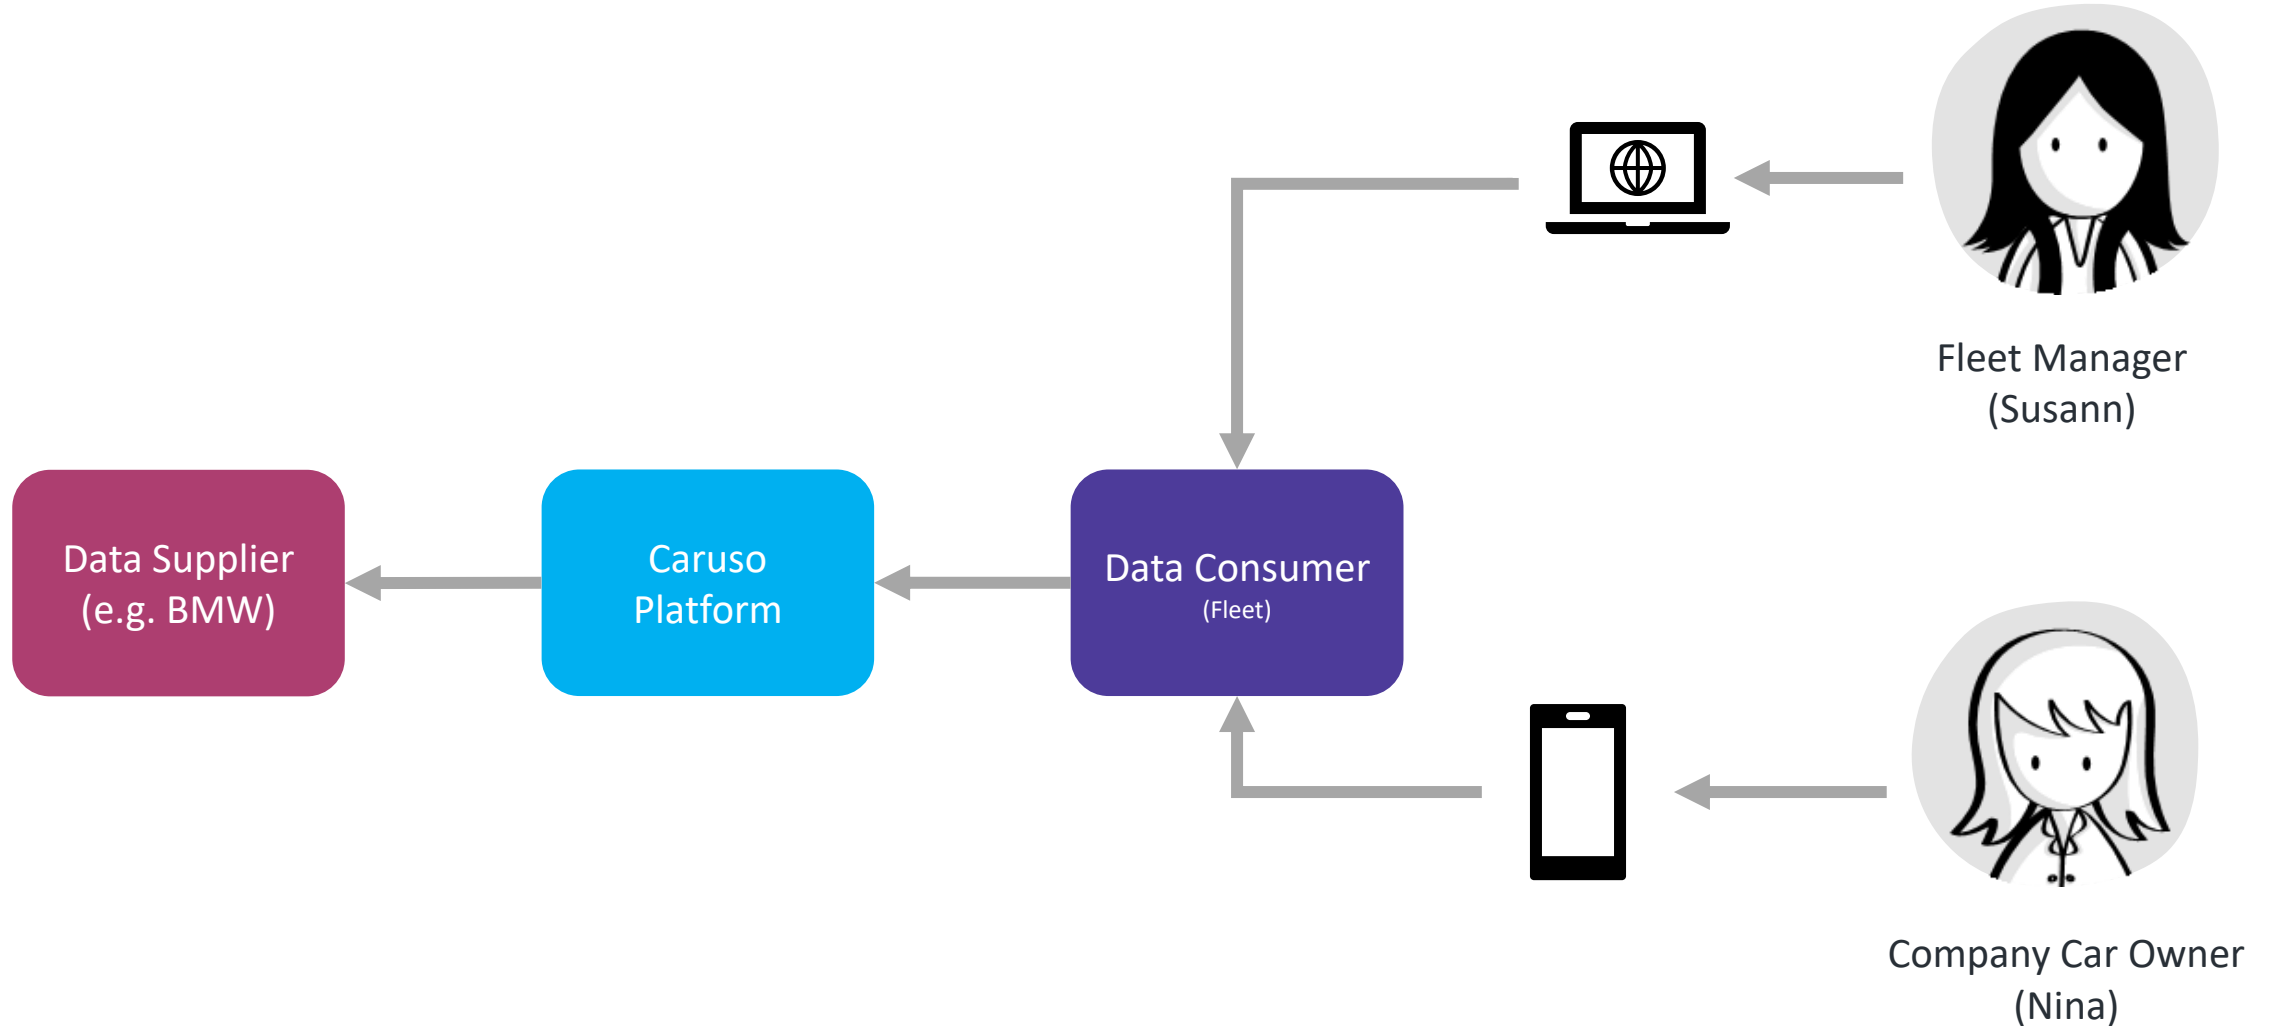 Fleet Manager
(Susann)
Data Supplier
(e.g. BMW)
Caruso
Platform
Data Consumer
(Fleet)
Company Car Owner
(Nina)